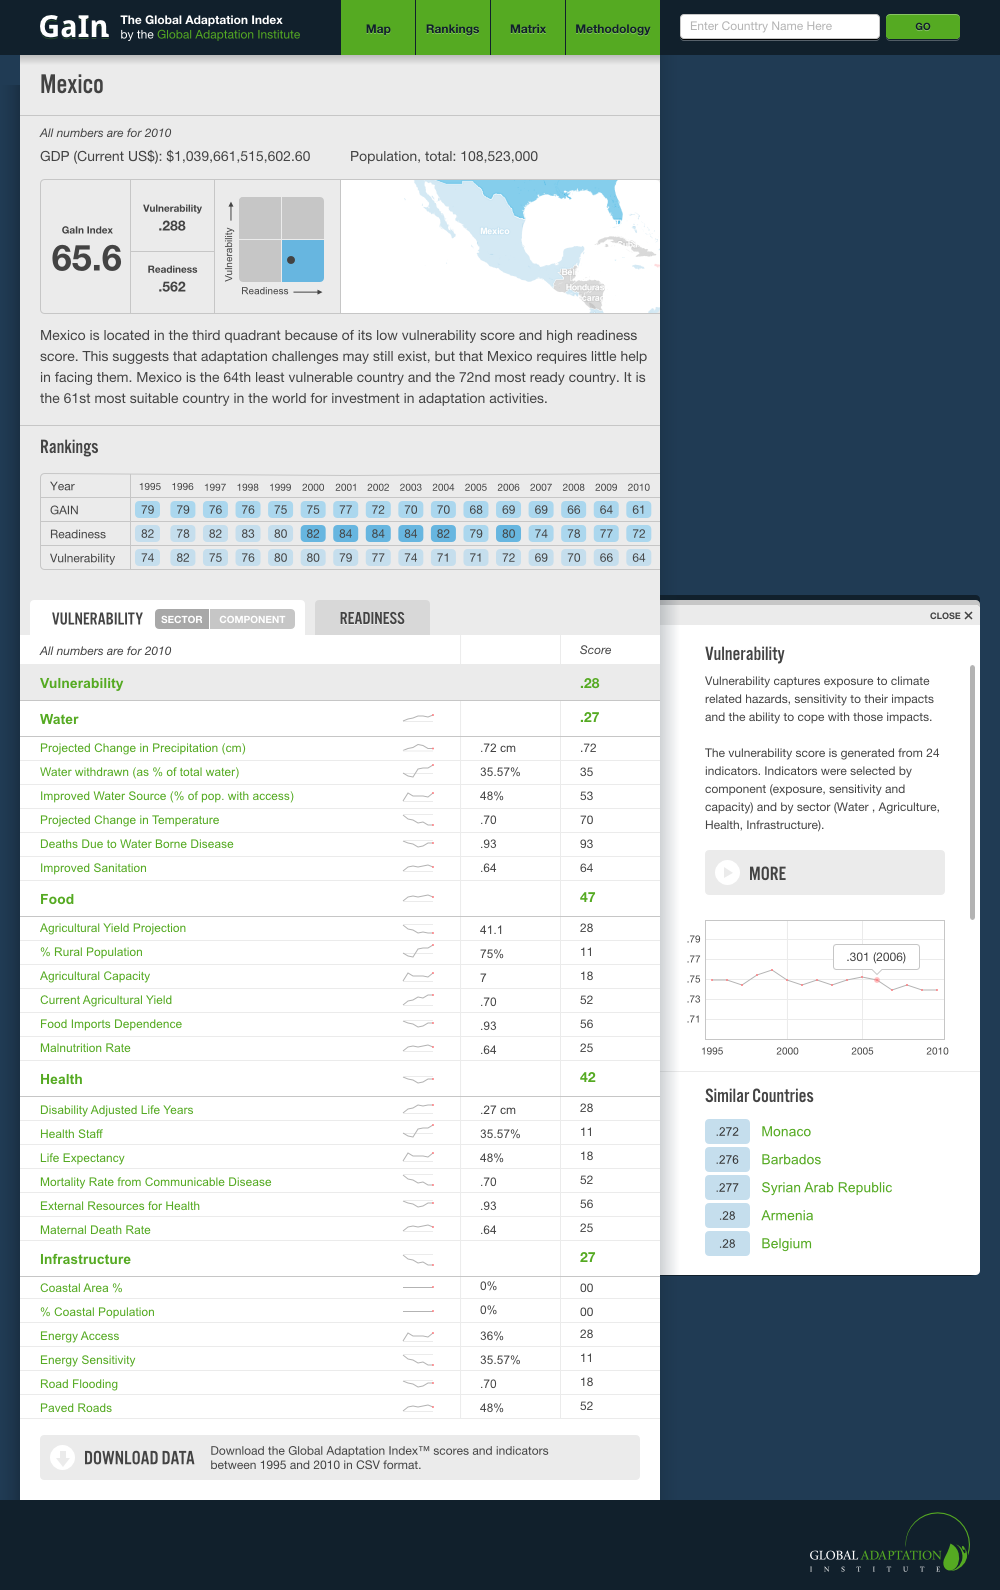 GaIn
The Global Adaptation Index
by the Global Adaptation Institute
Map
Rankings
Matrix
Methodology
Enter Counttry Name Here
GO
Mexico
All numbers are for 2010
GDP (Current US$): $1,039,661,515,602.60
Population, total: 108,523,000
GaIn Index
65.6
Vulnerability
.288
Readiness
.562
Vulnerability
Readiness
Mexico
Honduras
Mexico is located in the third quadrant because of its low vulnerability score and high readiness
score. This suggests that adaptation challenges may still exist, but that Mexico requires little help
in facing them. Mexico is the 64th least vulnerable country and the 72nd most ready country. It is
the 61st most suitable country in the world for investment in adaptation activities.
Rankings
Year 1995 1996 1997 1998 1999 2000 2001 2002 2003 2004 2005 2006 2007 2008 2009 2010
GAIN 79 79 76 76 75 75 77 72 70 70 68 69 69 66 64 61
Readiness 82 78 82 83 80 82 84 84 84 82 79 80 74 78 77 72
Vulnerability 74 82 75 76 80 80 79 77 74 71 71 72 69 70 66 64
VULNERABILITY
SECTOR
COMPONENT
READINESS
All numbers are for 2010
Score
Vulnerability .28
Water .27
Projected Change in Precipitation (cm) .72 cm .72
Water withdrawn (as % of total water) 35.57% 35
Improved Water Source (% of pop. with access) 48% 53
Projected Change in Temperature .70 70
Deaths Due to Water Borne Disease .93 93
Improved Sanitation .64 64
Food 47
Agricultural Yield Projection 41.1 28
% Rural Population 75% 11
Agricultural Capacity 7 18
Current Agricultural Yield .70 52
Food Imports Dependence .93 56
Malnutrition Rate .64 25
Health 42
Disability Adjusted Life Years .27 cm 28
Health Staff 35.57% 11
Life Expectancy 48% 18
Mortality Rate from Communicable Disease .70 52
External Resources for Health .93 56
Maternal Death Rate .64 25
Infrastructure 27
Coastal Area % 0% 00
% Coastal Population 0% 00
Energy Access 36% 28
Energy Sensitivity 35.57% 11
Road Flooding .70 18
Paved Roads 48% 52
DOWNLOAD DATA
Download the Global Adaptation Index™ scores and indicators
between 1995 and 2010 in CSV format.
CLOSE X
Vulnerability
Vulnerability captures exposure to climate
related hazards, sensitivity to their impacts
and the ability to cope with those impacts.
The vulnerability score is generated from 24
indicators. Indicators were selected by
component (exposure, sensitivity and
capacity) and by sector (Water , Agriculture,
Health, Infrastructure).
MORE
.79
.77
.75
.73
.71
.301 (2006)
1995 2000 2005 2010
Similar Countries
.272 Monaco
.276 Barbados
.277 Syrian Arab Republic
.28 Armenia
.28 Belgium
GLOBAL ADAPTATION
INSTITUTE